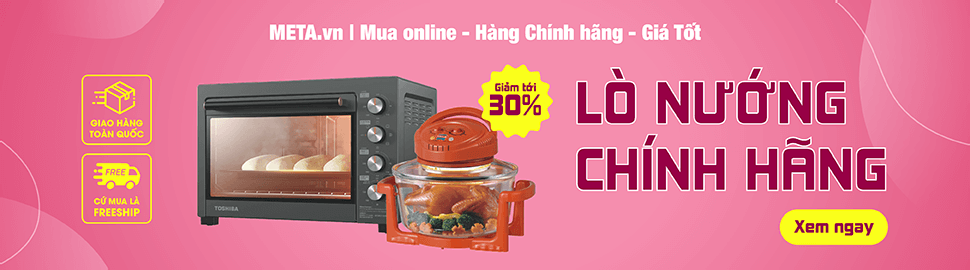 META.vn | Mua online - Hàng Chính hãng - Giá Tốt
GIAO HÀNG
TOÀN QUỐC
FREE
CỨ MUA LÀ
FREESHIP
TOSHIBA
Giảm tới
30%
LÒ NƯỚNG
CHÍNH HÃNG
Xem ngay